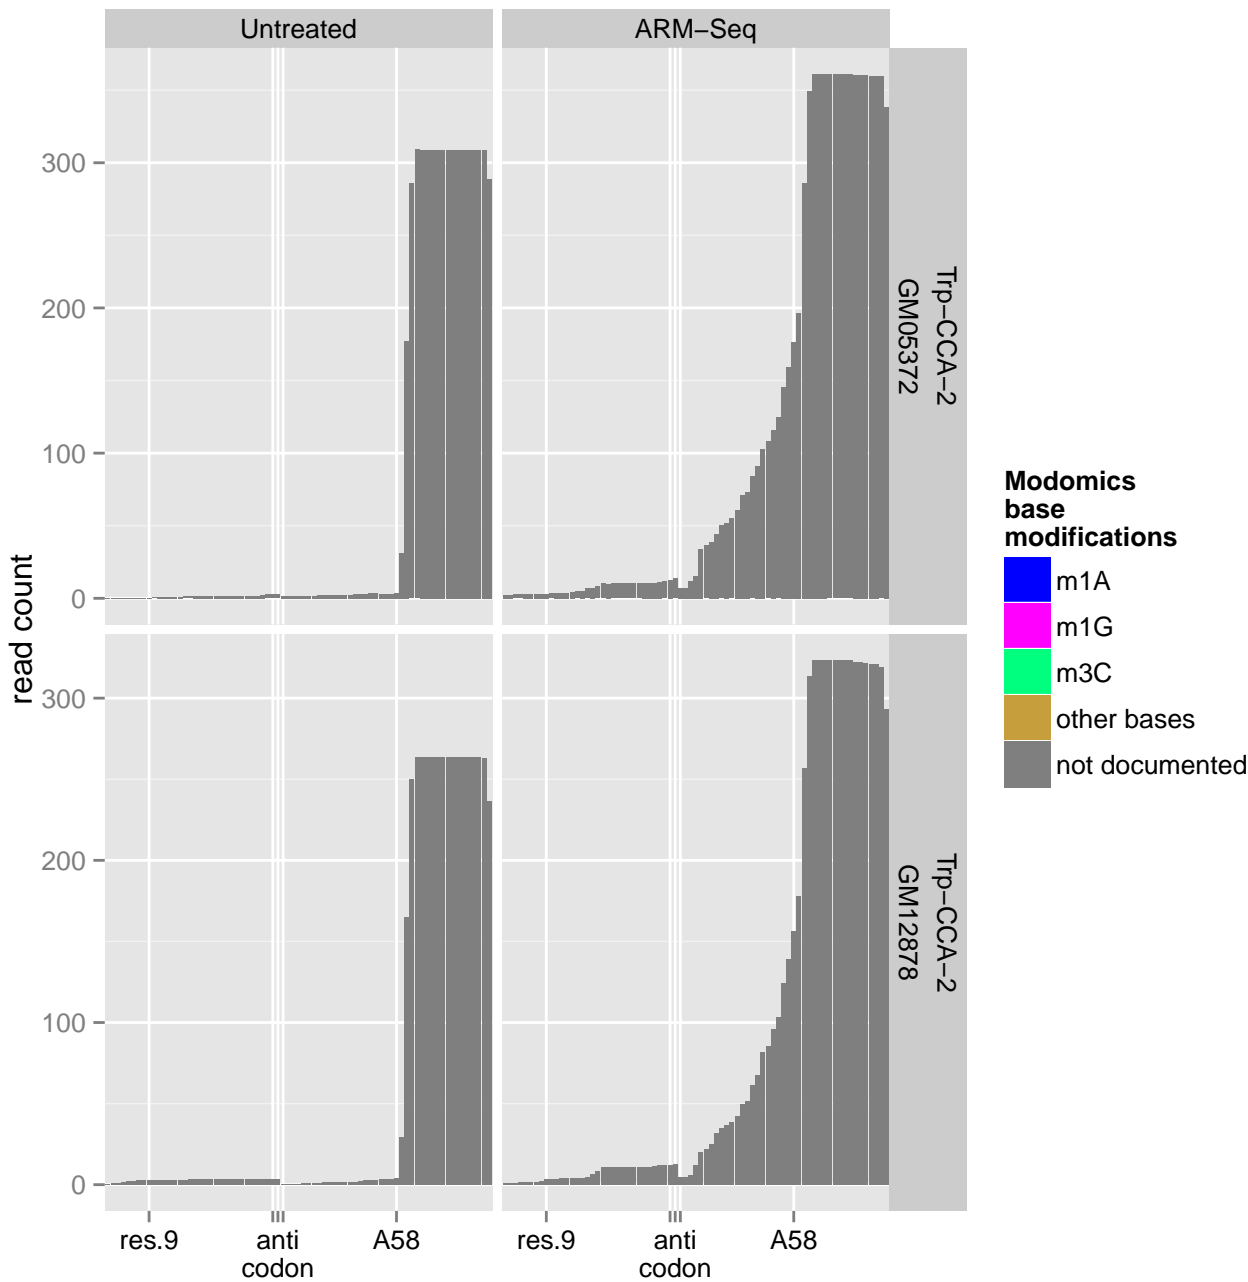 Untreated
ARM−Seq
300
200
100
0
Trp−CCA−2
GM05372
read count
300
200
100
0
Trp−CCA−2
GM12878
res.9
anti
codon
A58
res.9
anti
codon
A58
Modomics
base
modifications
m1A
m1G
m3C
other bases
not documented